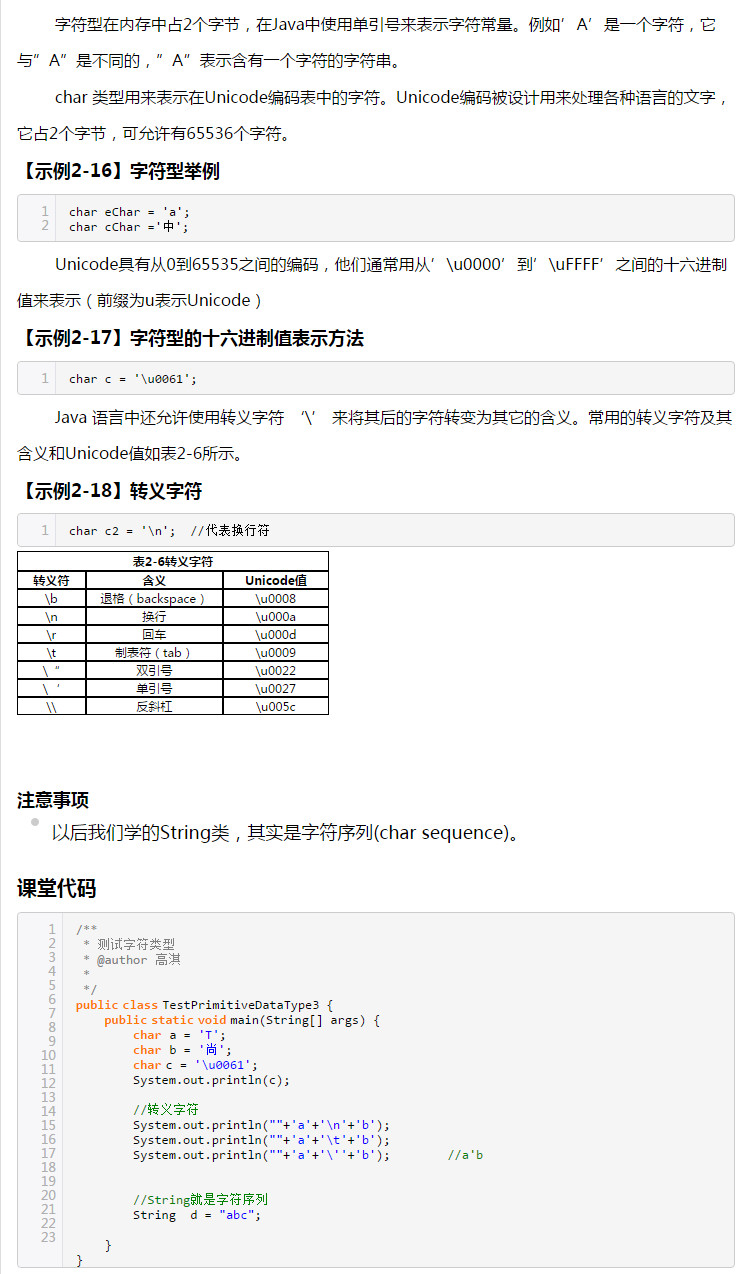 字符型在内存中占2个字节，在Java中使用单引号来表示字符常量。例如’A’是一个字符，它
与”A”是不同的，”A”表示含有一个字符的字符串。
char 类型用来表示在Unicode编码表中的字符。Unicode编码被设计用来处理各种语言的文字，
它占2个字节，可允许有65536个字符。
【示例2-16】字符型举例
1 char eChar = 'a';
2 char cChar ='中';
Unicode具有从0到65535之间的编码，他们通常用从’\u0000’到’\uFFFF’之间的十六进制
值来表示（前缀为u表示Unicode）
【示例2-17】字符型的十六进制值表示方法
1 char c = '\u0061';
Java 语言中还允许使用转义字符 ‘\’ 来将其后的字符转变为其它的含义。常用的转义字符及其
含义和Unicode值如表2-6所示。
【示例2-18】转义字符
1 char c2 = '\n';  //代表换行符
表2-6转义字符
转义符 含义 Unicode值
\b 退格（backspace） \u0008
\n 换行 \u000a
\r 回车 \u000d
\t 制表符（tab） \u0009
\“ 双引号 \u0022
\‘ 单引号 \u0027
\\ 反斜杠 \u005c
注意事项
以后我们学的String类，其实是字符序列(char sequence)。
课堂代码
1 /**
2  * 测试字符类型
3  * @author 高淇
4  *
5  */
6 public class TestPrimitiveDataType3 {
7     public static void main(String[] args) {
8         char a = 'T';
9         char b = '尚';
10         char c = '\u0061';
11         System.out.println(c);
12
13         //转义字符
14         System.out.println(""+'a'+'\n'+'b');
15         System.out.println(""+'a'+'\t'+'b');
16         System.out.println(""+'a'+'\''+'b');        //a'b
17
18
19         //String就是字符序列
20         String  d = "abc";
21
22     }
23 }